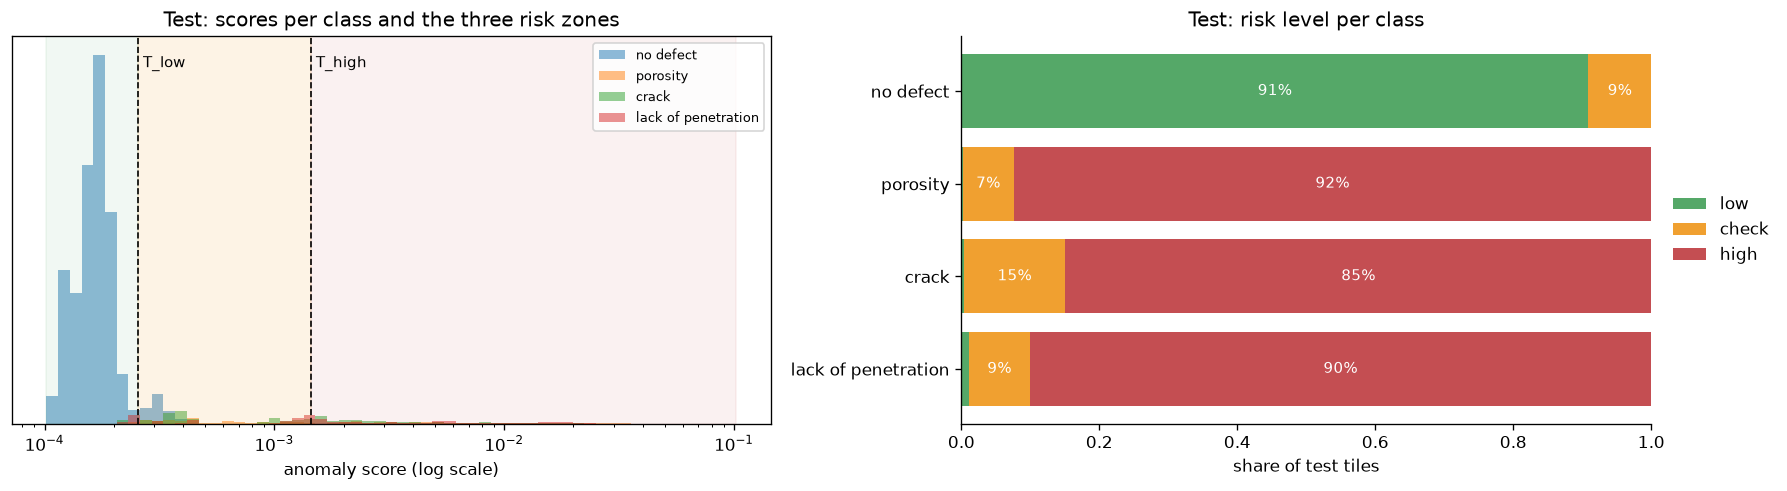 Test: scores per class and the three risk zones
T_low
T_high
no defect
porosity
crack
lack of penetration
10⁻⁴
10⁻³
10⁻²
10⁻¹
anomaly score (log scale)
Test: risk level per class
no defect
91%
9%
porosity
7%
92%
crack
15%
85%
lack of penetration
9%
90%
0.0
0.2
0.4
0.6
0.8
1.0
share of test tiles
low
check
high